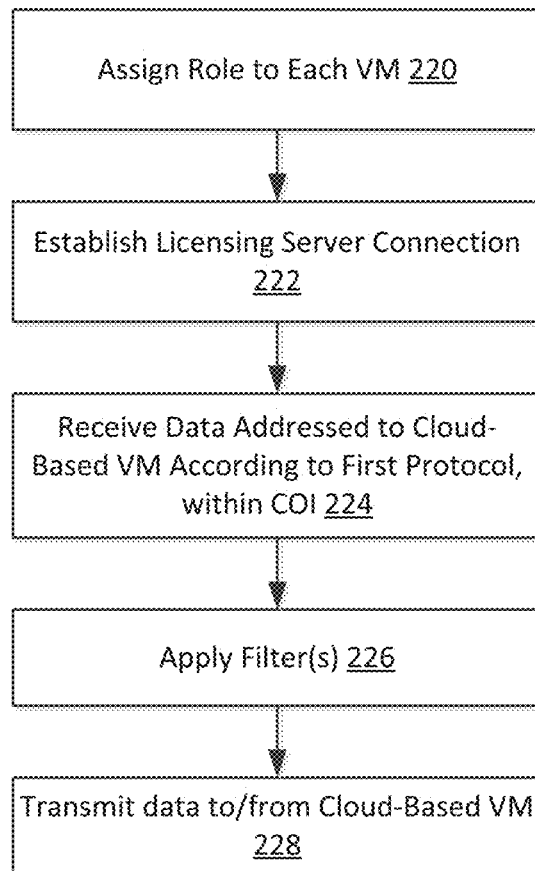 Assign Role to Each VM 220
Establish Licensing Server Connection
222
Receive Data Addressed to Cloud-
Based VM According to First Protocol,
within COI 224
Apply Filter(s) 226
Transmit data to/from Cloud-Based VM
228